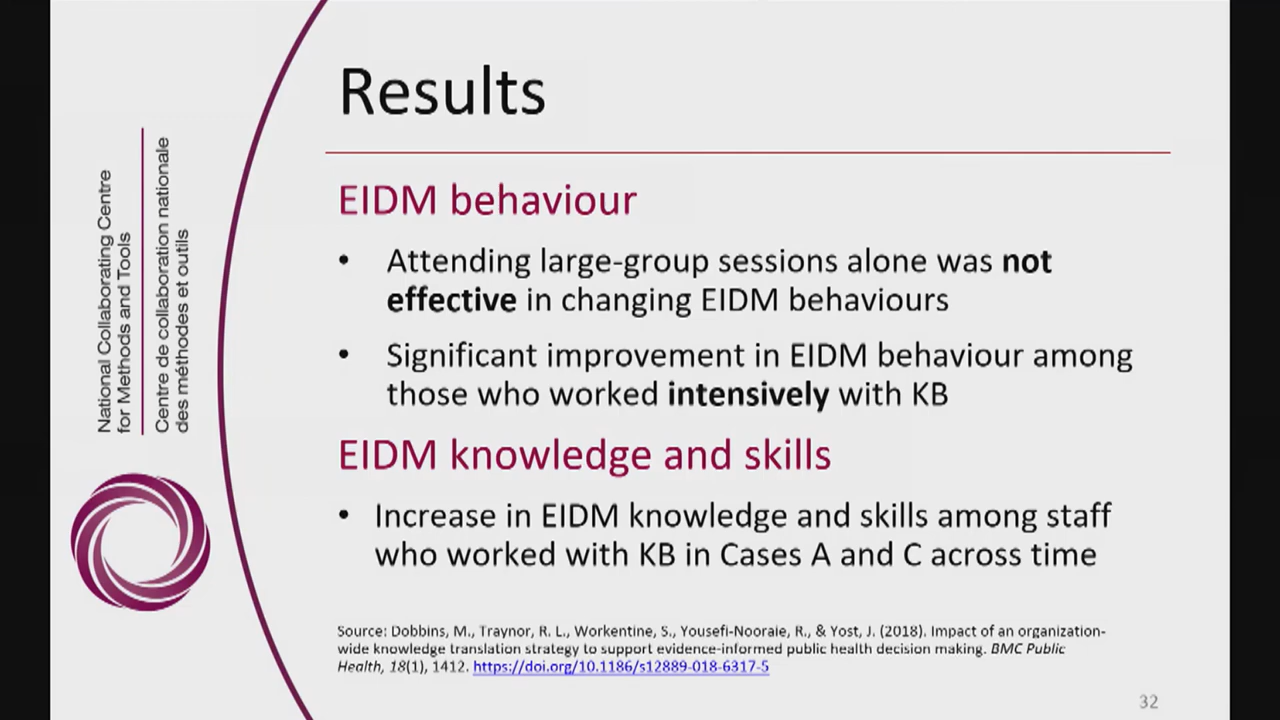 National Collaborating Centre
for Methods and Tools
Centre de collaboration nationale
des méthodes et outils
Results
EIDM behaviour
• Attending large-group sessions alone was not
effective in changing EIDM behaviours
• Significant improvement in EIDM behaviour among
those who worked intensively with KB
EIDM knowledge and skills
• Increase in EIDM knowledge and skills among staff
who worked with KB in Cases A and C across time
Source: Dobbins, M., Traynor, R. L., Workentine, S., Yousefi-Nooraie, R., & Yost, J. (2018). Impact of an organization-
wide knowledge translation strategy to support evidence-informed public health decision making. BMC Public
Health, 18(1), 1412. https://doi.org/10.1186/s12889-018-6317-5
32